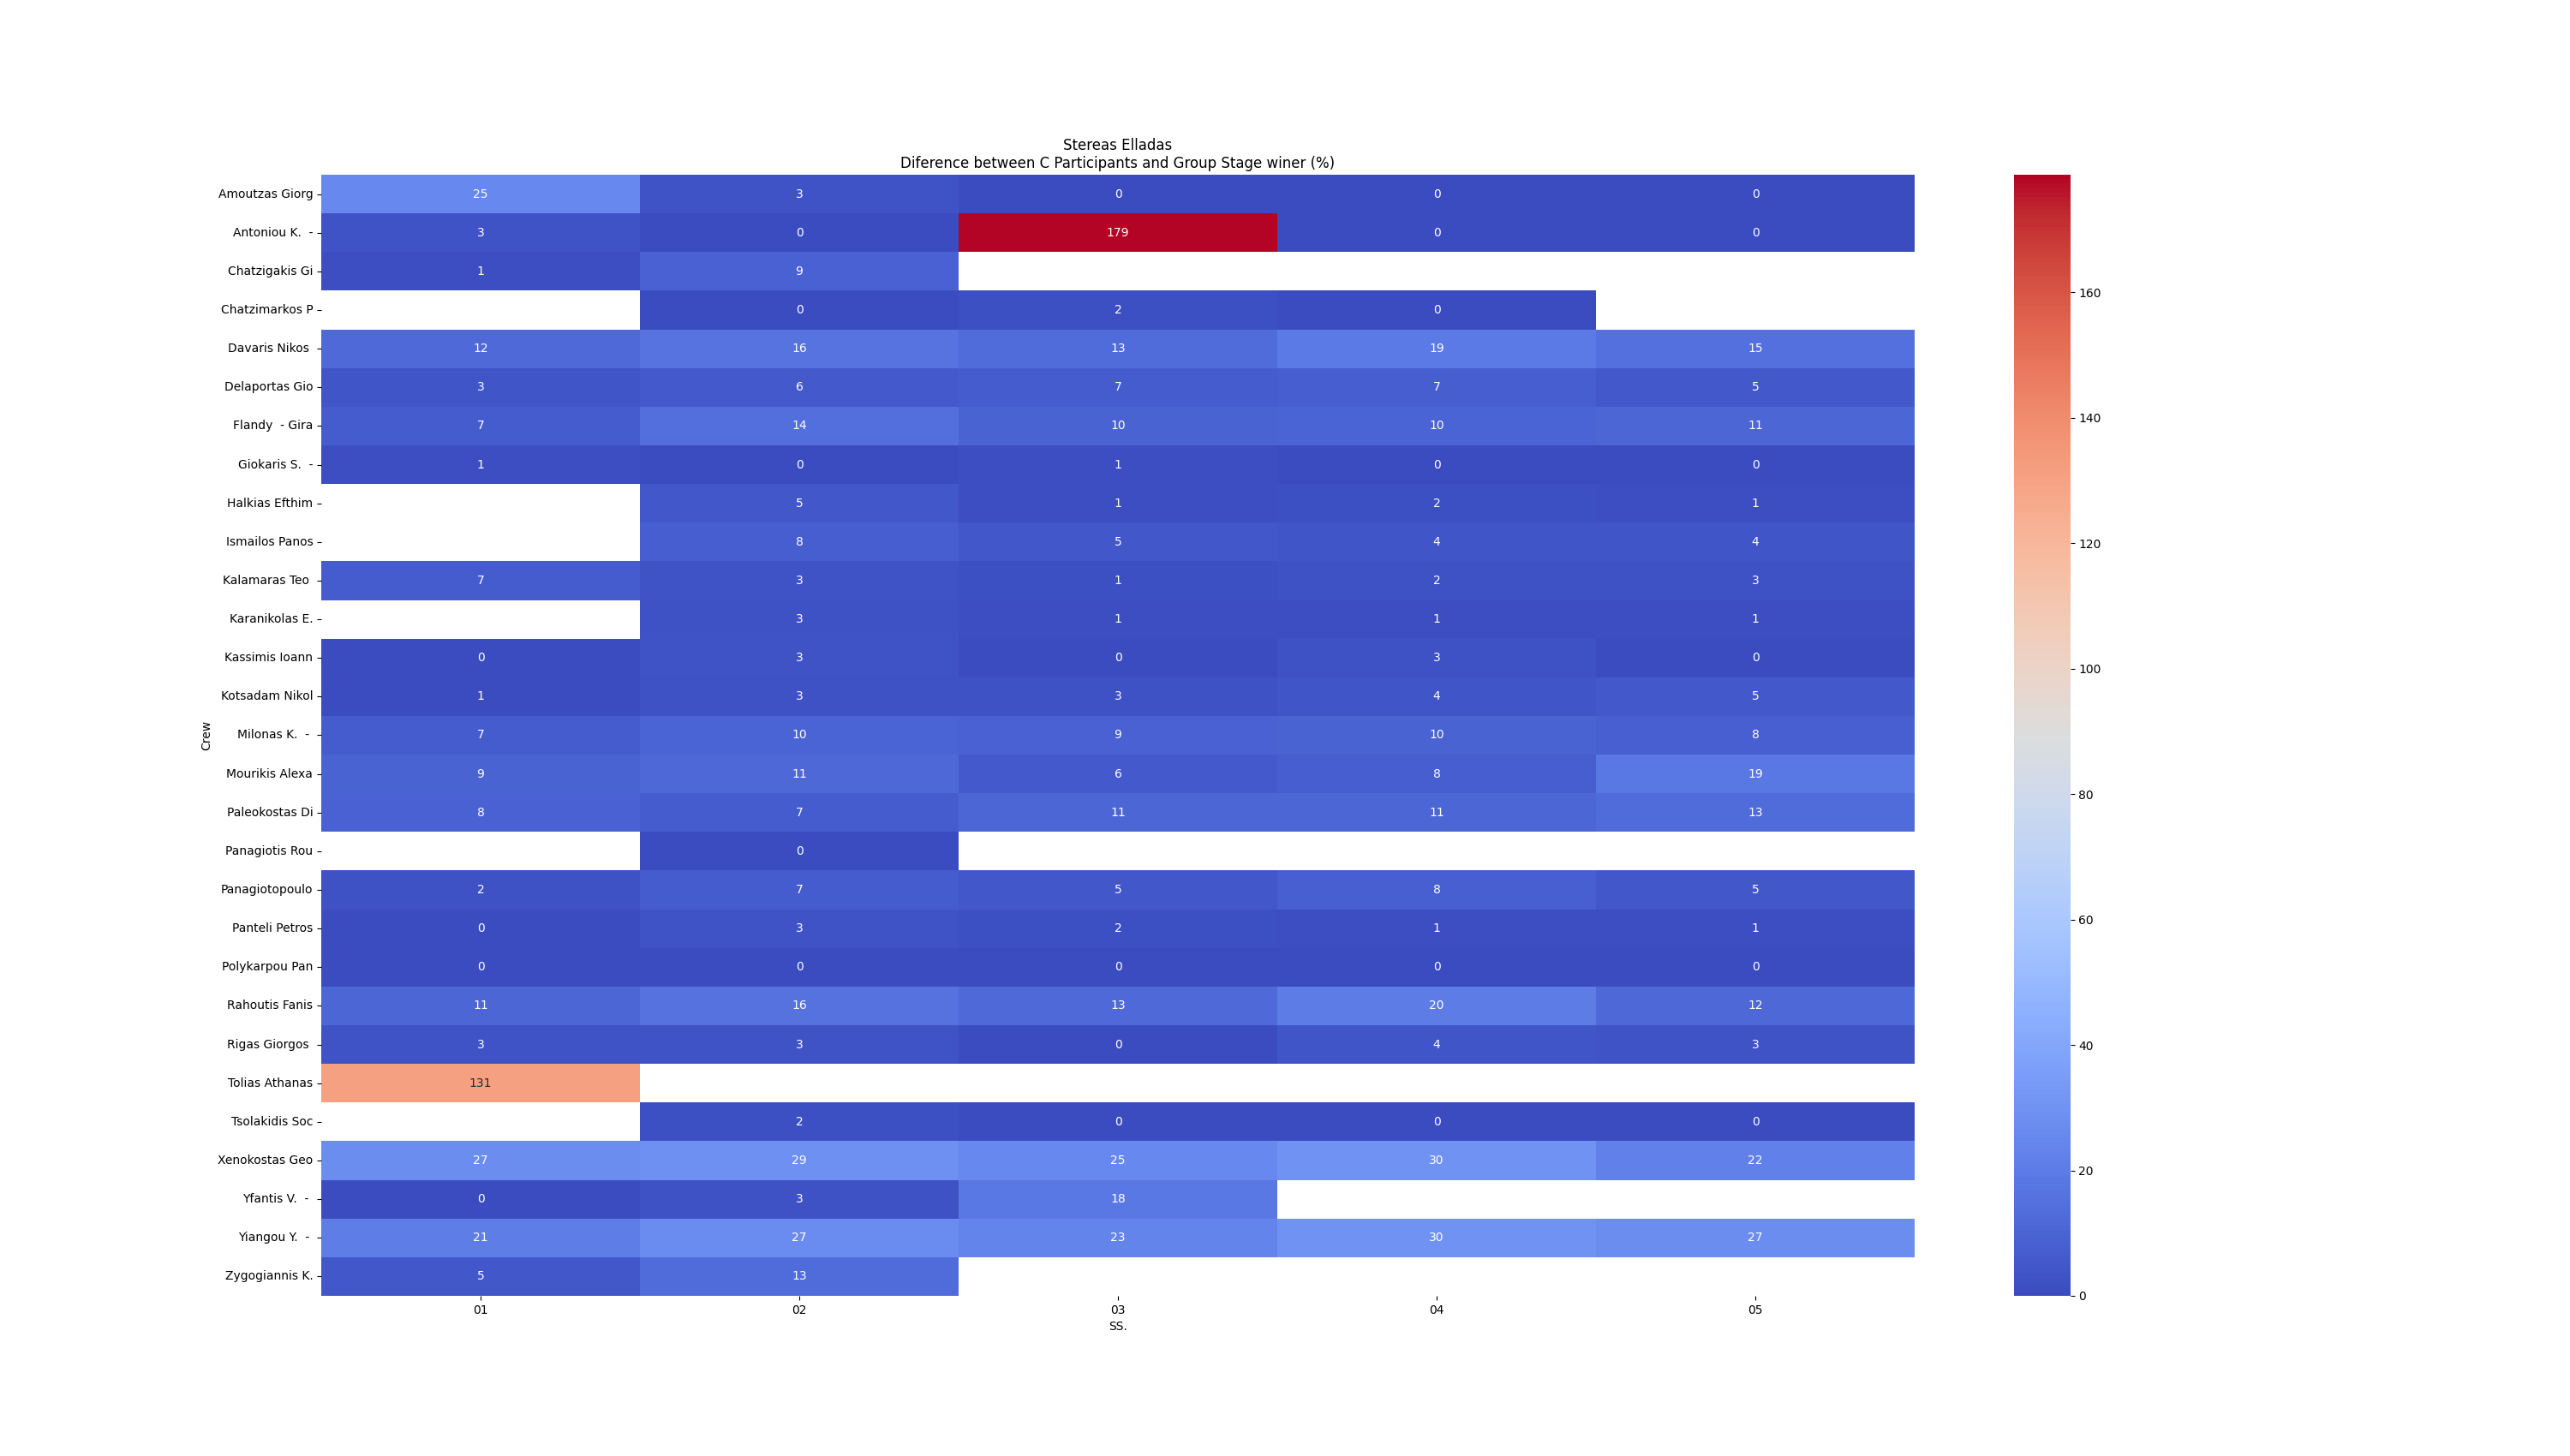 Stereas Elladas
Diference between C Participants and Group Stage winer (%)
Amoutzas Giorg 25 3 0 0 0
Antoniou K.  - 3 0 179 0 0
Chatzigakis Gi 1 9
Chatzimarkos P 0 2 0
Davaris Nikos 12 16 13 19 15
Delaportas Gio 3 6 7 7 5
Flandy  - Gira 7 14 10 10 11
Giokaris S.  - 1 0 1 0 0
Halkias Efthim 5 1 2 1
Ismailos Panos 8 5 4 4
Kalamaras Teo 7 3 1 2 3
Karanikolas E. 3 1 1 1
Kassimis Ioann 0 3 0 3 0
Kotsadam Nikol 1 3 3 4 5
Milonas K.  - 7 10 9 10 8
Mourikis Alexa 9 11 6 8 19
Paleokostas Di 8 7 11 11 13
Panagiotis Rou 0
Panagiotopoulo 2 7 5 8 5
Panteli Petros 0 3 2 1 1
Polykarpou Pan 0 0 0 0 0
Rahoutis Fanis 11 16 13 20 12
Rigas Giorgos 3 3 0 4 3
Tolias Athanas 131
Tsolakidis Soc 2 0 0 0
Xenokostas Geo 27 29 25 30 22
Yfantis V.  - 0 3 18
Yiangou Y.  - 21 27 23 30 27
Zygogiannis K. 5 13
01 02 03 04 05
SS.
Crew
160
140
120
100
80
60
40
20
0